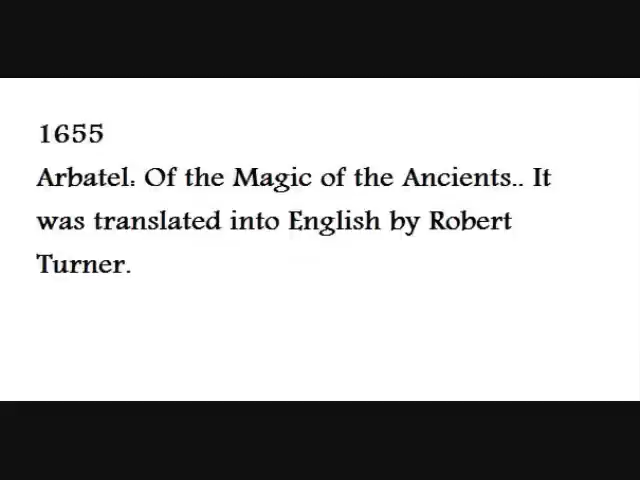 1655
Arbatel: Of the Magic of the Ancients.. It
was translated into English by Robert
Turner.